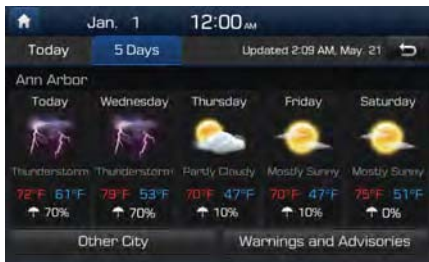 Jan. 1 12:00 AM
Today 5 Days Updated 2:09 AM, May. 21
Ann Arbor
Today Wednesday Thursday Friday Saturday
Thunderstorm Thunderstorm Partly Cloudy Mostly Sunny Mostly Sunny
72°F 61°F 79°F 53°F 70°F 47°F 70°F 47°F 75°F 51°F
70% 70% 10% 10% 0%
Other City Warnings and Advisories